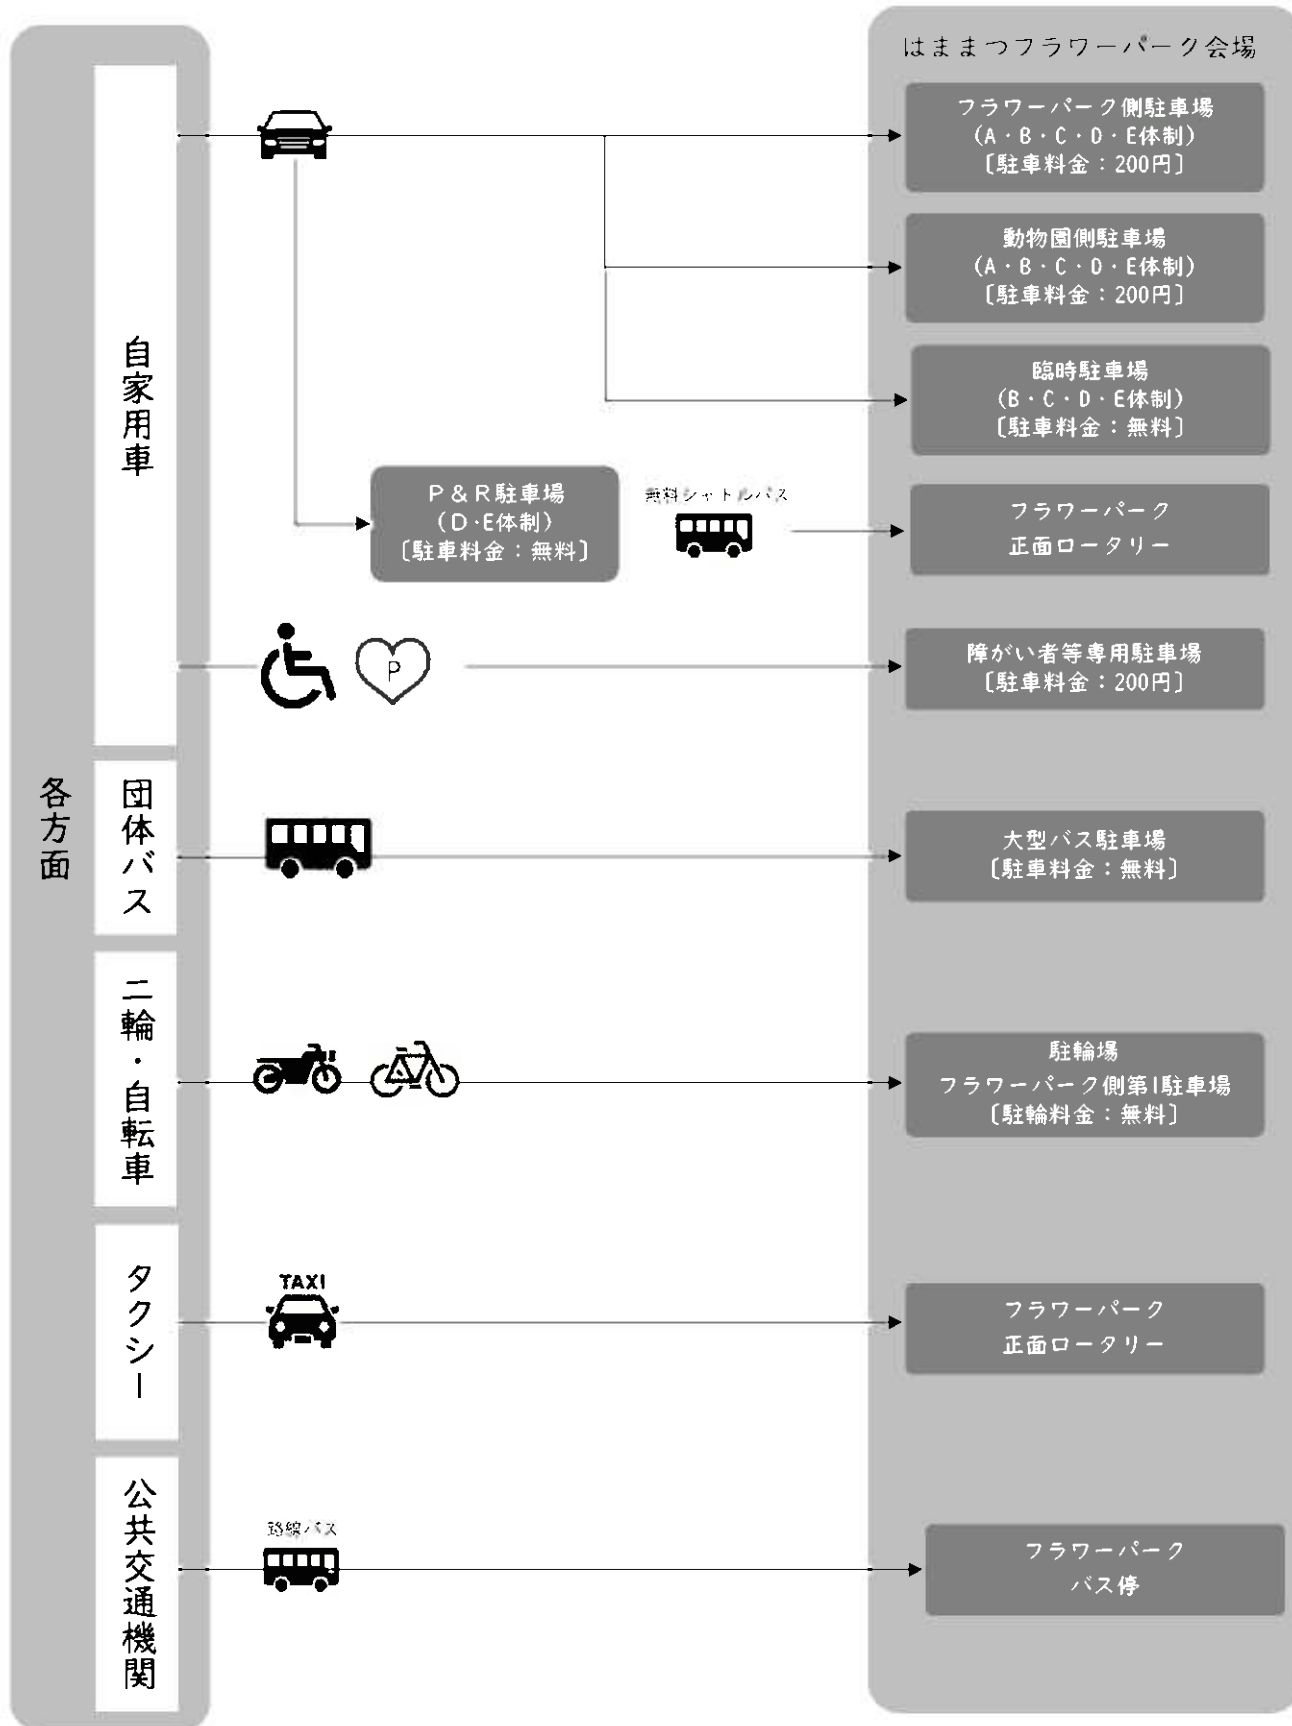 はままつフラワーパーク会場
各方面
自家用車
フラワーパーク側駐車場
(A・B・C・D・E体制)
〔駐車料金：200円〕
動物園側駐車場
(A・B・C・D・E体制)
〔駐車料金：200円〕
臨時駐車場
(B・C・D・E体制)
〔駐車料金：無料〕
P＆R駐車場
(D・E体制)
〔駐車料金：無料〕
無料シャトルバス
フラワーパーク
正面ロータリー
P
障がい者等専用駐車場
〔駐車料金：200円〕
団体バス
大型バス駐車場
〔駐車料金：無料〕
二輪・自転車
駐輪場
フラワーパーク側第1駐車場
〔駐輪料金：無料〕
タクシー
TAXI
フラワーパーク
正面ロータリー
公共交通機関
路線バス
フラワーパーク
バス停